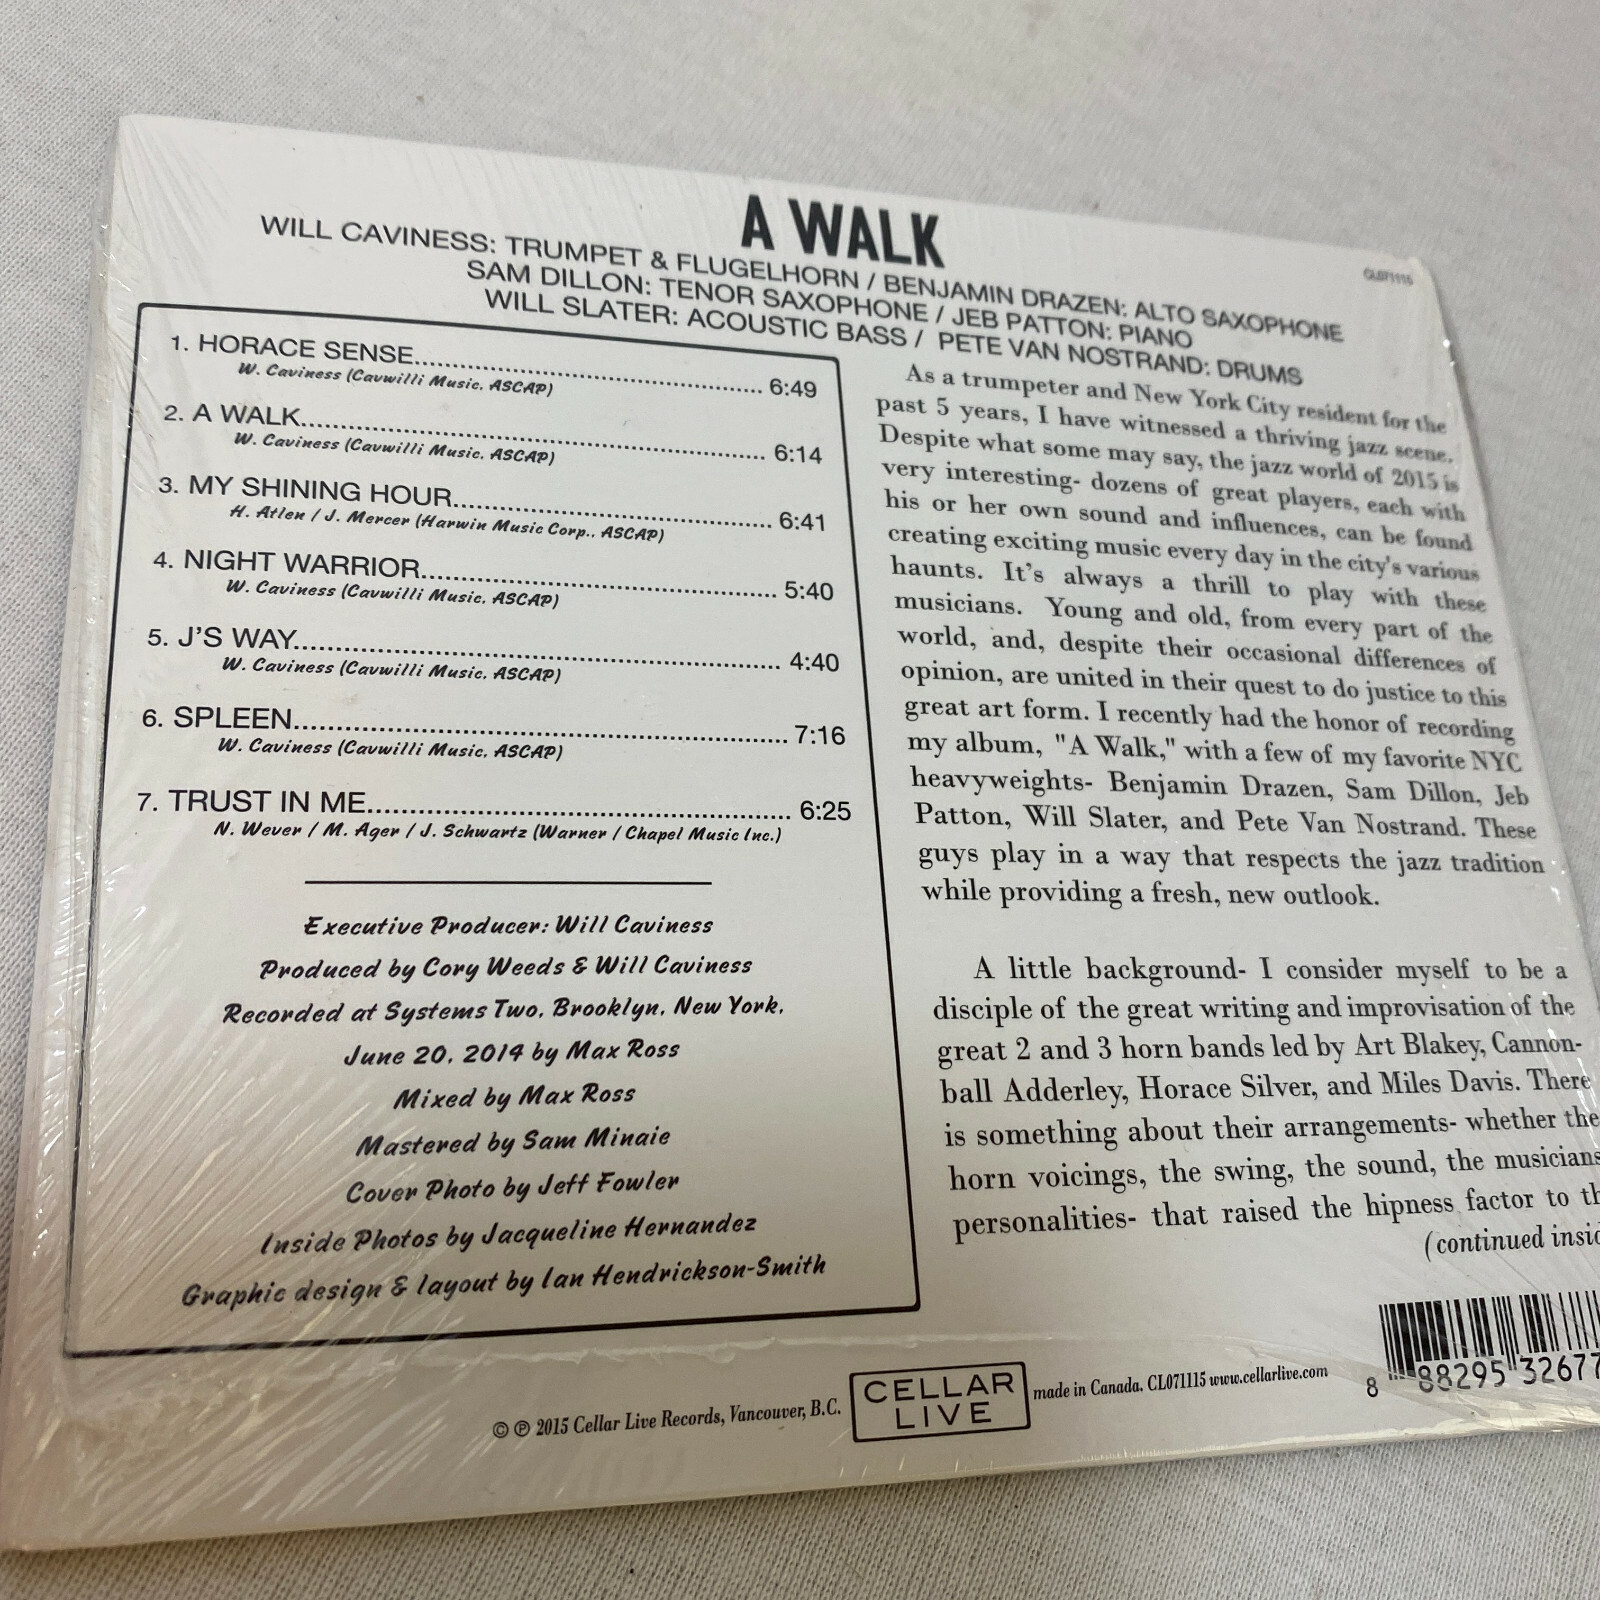 A WALK
CL071115
WILL CAVINESS: TRUMPET & FLUGELHORN / BENJAMIN DRAZEN: ALTO SAXOPHONE
SAM DILLON: TENOR SAXOPHONE / JEB PATTON: PIANO
WILL SLATER: ACOUSTIC BASS / PETE VAN NOSTRAND: DRUMS
1. HORACE SENSE........................................ 6:49
W. Caviness (Cavwilli Music, ASCAP)
2. A WALK..................................................... 6:14
W. Caviness (Cavwilli Music, ASCAP)
3. MY SHINING HOUR..................................... 6:41
H. Atlen / J. Mercer (Harwin Music Corp., ASCAP)
4. NIGHT WARRIOR......................................... 5:40
W. Caviness (Cavwilli Music, ASCAP)
5. J'S WAY........................................................ 4:40
W. Caviness (Cavwilli Music, ASCAP)
6. SPLEEN........................................................ 7:16
W. Caviness (Cavwilli Music, ASCAP)
7. TRUST IN ME................................................ 6:25
N. Wever / M. Ager / J. Schwartz (Warner / Chapel Music Inc.)
Executive Producer: Will Caviness
Produced by Cory Weeds & Will Caviness
Recorded at Systems Two, Brooklyn, New York,
June 20, 2014 by Max Ross
Mixed by Max Ross
Mastered by Sam Minaie
Cover Photo by Jeff Fowler
Inside Photos by Jacqueline Hernandez
Graphic design & layout by Ian Hendrickson-Smith
As a trumpeter and New York City resident for the
past 5 years, I have witnessed a thriving jazz scene.
Despite what some may say, the jazz world of 2015 is
very interesting- dozens of great players, each with
his or her own sound and influences, can be found
creating exciting music every day in the city's various
haunts. It's always a thrill to play with these
musicians. Young and old, from every part of the
world, and, despite their occasional differences of
opinion, are united in their quest to do justice to this
great art form. I recently had the honor of recording
my album, "A Walk," with a few of my favorite NYC
heavyweights- Benjamin Drazen, Sam Dillon, Jeb
Patton, Will Slater, and Pete Van Nostrand. These
guys play in a way that respects the jazz tradition
while providing a fresh, new outlook.
A little background- I consider myself to be a
disciple of the great writing and improvisation of the
great 2 and 3 horn bands led by Art Blakey, Cannon-
ball Adderley, Horace Silver, and Miles Davis. There
is something about their arrangements- whether the
horn voicings, the swing, the sound, the musicians
personalities- that raised the hipness factor to th
(continued insid
© ℗ 2015 Cellar Live Records, Vancouver, B.C.
CELLAR
LIVE
made in Canada. CL071115 www.cellarlive.com
8 88295 32677